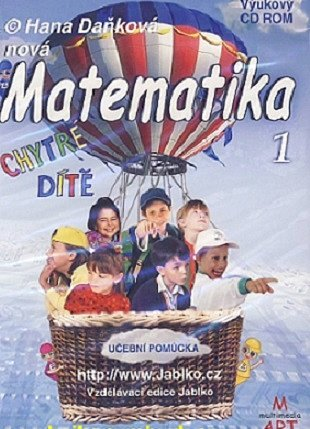 © Hana Daňková
Výukový
CD ROM
nová
Matematika
1
CHYTRÉ
DÍTĚ
UČEBNÍ POMŮCKA
http://www.Jablko.cz
Vzdělávací edice Jablko
M
multimedia
ART